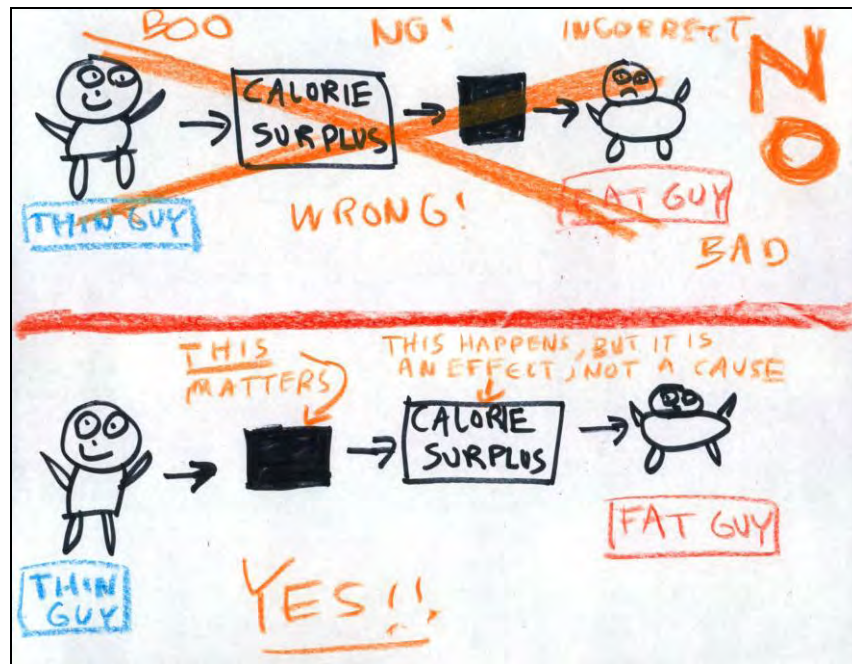 BOO
NO!
INCORRECT
NO
CALORIE
SURPLUS
THIN GUY
WRONG!
FAT GUY
BAD
THIS
MATTERS
THIS HAPPENS, BUT IT IS
AN EFFECT, NOT A CAUSE
CALORIE
SURPLUS
THIN
GUY
FAT GUY
YES!!